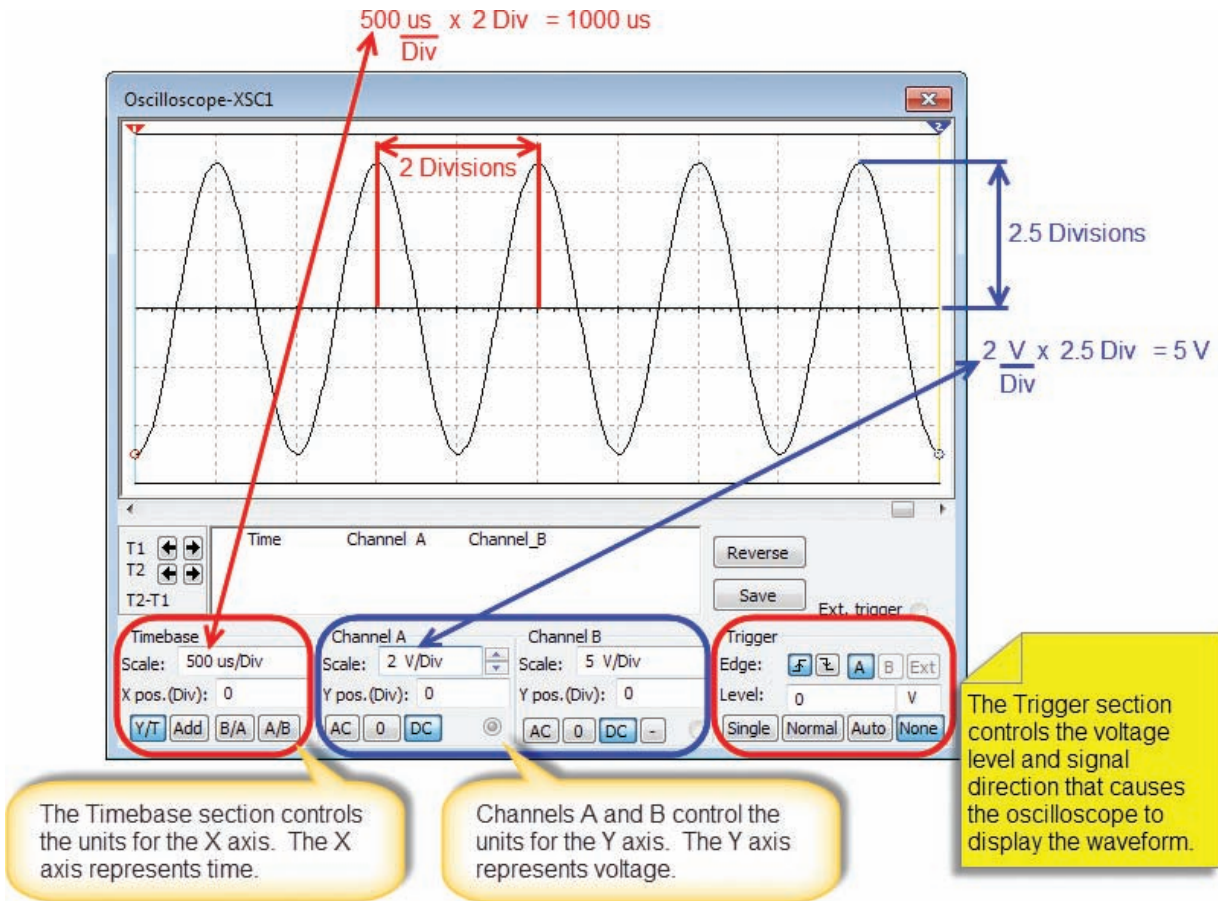 500 us x 2 Div = 1000 us
Div
Oscilloscope-XSC1
1
2
2 Divisions
2.5 Divisions
2 V x 2.5 Div = 5 V
Div
T1
T2
T2-T1
Time Channel_A Channel_B
Reverse
Save
Ext. trigger
Timebase
Scale: 500 us/Div
X pos.(Div): 0
Y/T Add B/A A/B
Channel A
Scale: 2 V/Div
Y pos.(Div): 0
AC 0 DC
Channel B
Scale: 5 V/Div
Y pos.(Div): 0
AC 0 DC -
Trigger
Edge: A B Ext
Level: 0 V
Single Normal Auto None
The Timebase section controls
the units for the X axis. The X
axis represents time.
Channels A and B control the
units for the Y axis. The Y axis
represents voltage.
The Trigger section
controls the voltage
level and signal
direction that causes
the oscilloscope to
display the waveform.